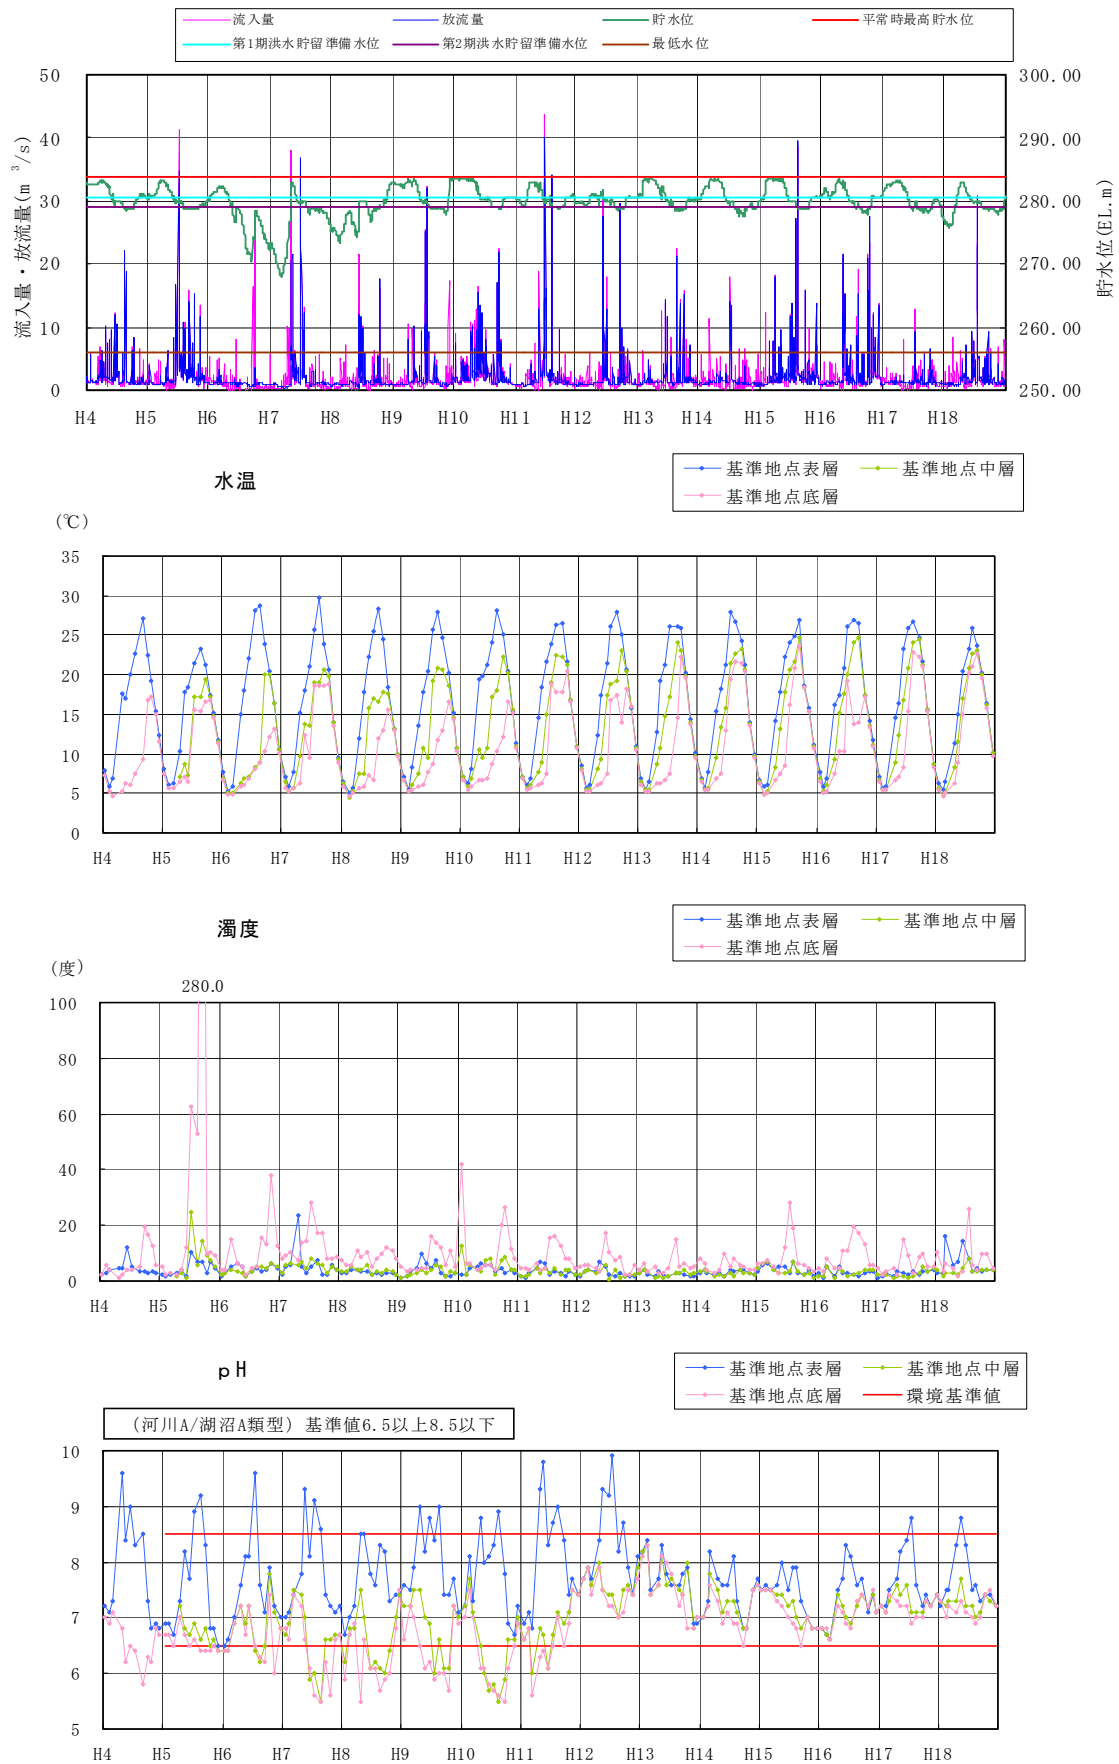 流入量 放流量 貯水位 平常時最高貯水位
第1期洪水貯留準備水位 第2期洪水貯留準備水位 最低水位
流入量・放流量(m³/s)
貯水位(EL.m)
50 300.00
40 290.00
30 280.00
20 270.00
10 260.00
0 250.00
H4 H5 H6 H7 H8 H9 H10 H11 H12 H13 H14 H15 H16 H17 H18
水温
基準地点表層 基準地点中層
基準地点底層
(℃)
35
30
25
20
15
10
5
0
H4 H5 H6 H7 H8 H9 H10 H11 H12 H13 H14 H15 H16 H17 H18
濁度
基準地点表層 基準地点中層
基準地点底層
(度)
280.0
100
80
60
40
20
0
H4 H5 H6 H7 H8 H9 H10 H11 H12 H13 H14 H15 H16 H17 H18
pH
基準地点表層 基準地点中層
基準地点底層 環境基準値
(河川A/湖沼A類型)基準値6.5以上8.5以下
10
9
8
7
6
5
H4 H5 H6 H7 H8 H9 H10 H11 H12 H13 H14 H15 H16 H17 H18